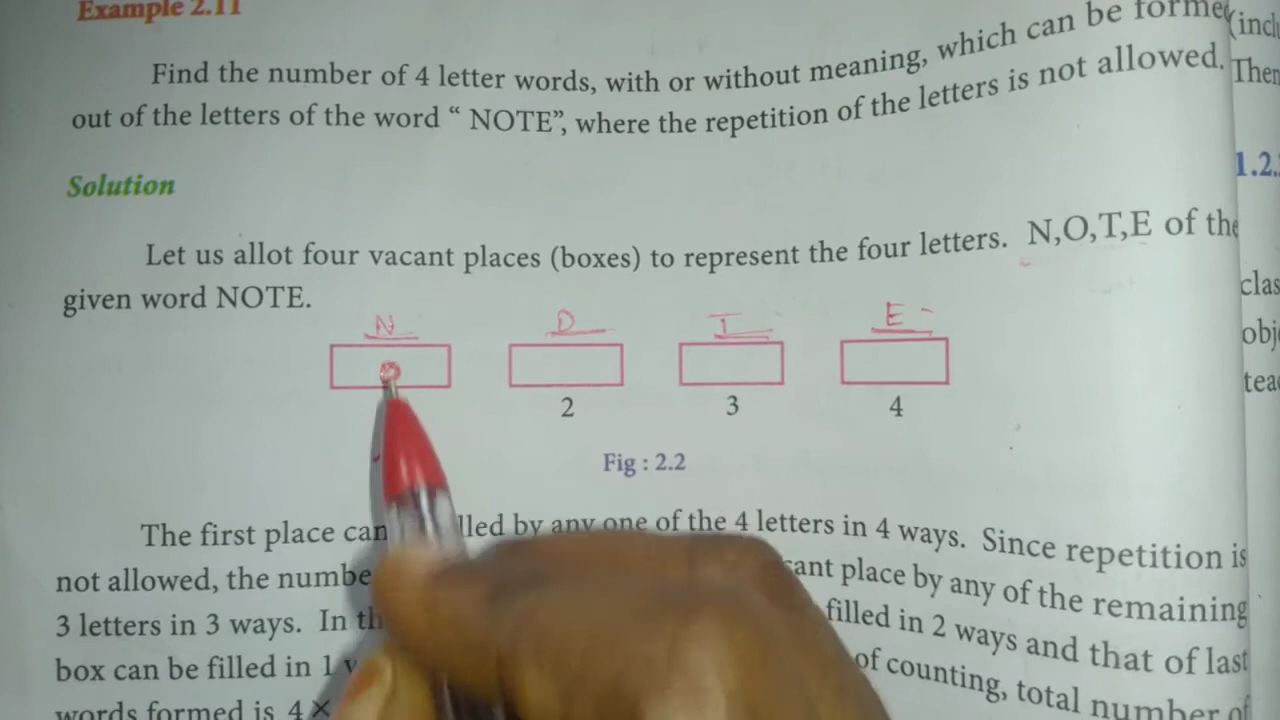 Example 2.11
Find the number of 4 letter words, with or without meaning, which can be formed
out of the letters of the word “ NOTE”, where the repetition of the letters is not allowed.
Solution
Let us allot four vacant places (boxes) to represent the four letters. N,O,T,E of the
given word NOTE.
N O T E
2 3 4
Fig : 2.2
The first place can lled by any one of the 4 letters in 4 ways. Since repetition is
not allowed, the numbe cant place by any of the remaining
3 letters in 3 ways. In th filled in 2 ways and that of last
box can be filled in 1 w of counting, total number of
words formed is 4×
(inclu
Then
1.2.
clas
obje
teac